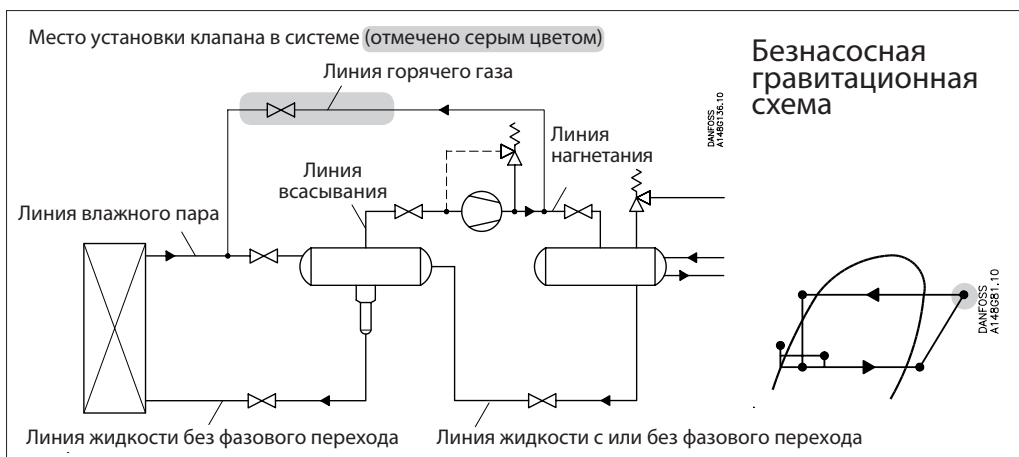 Место установки клапана в системе (отмечено серым цветом)
Безнасосная
гравитационная
схема
Линия горячего газа
DANFOSS
A148G136.10
Линия
нагнетания
Линия
всасывания
Линия влажного пара
DANFOSS
A148G81.10
Линия жидкости без фазового перехода
Линия жидкости с или без фазового перехода